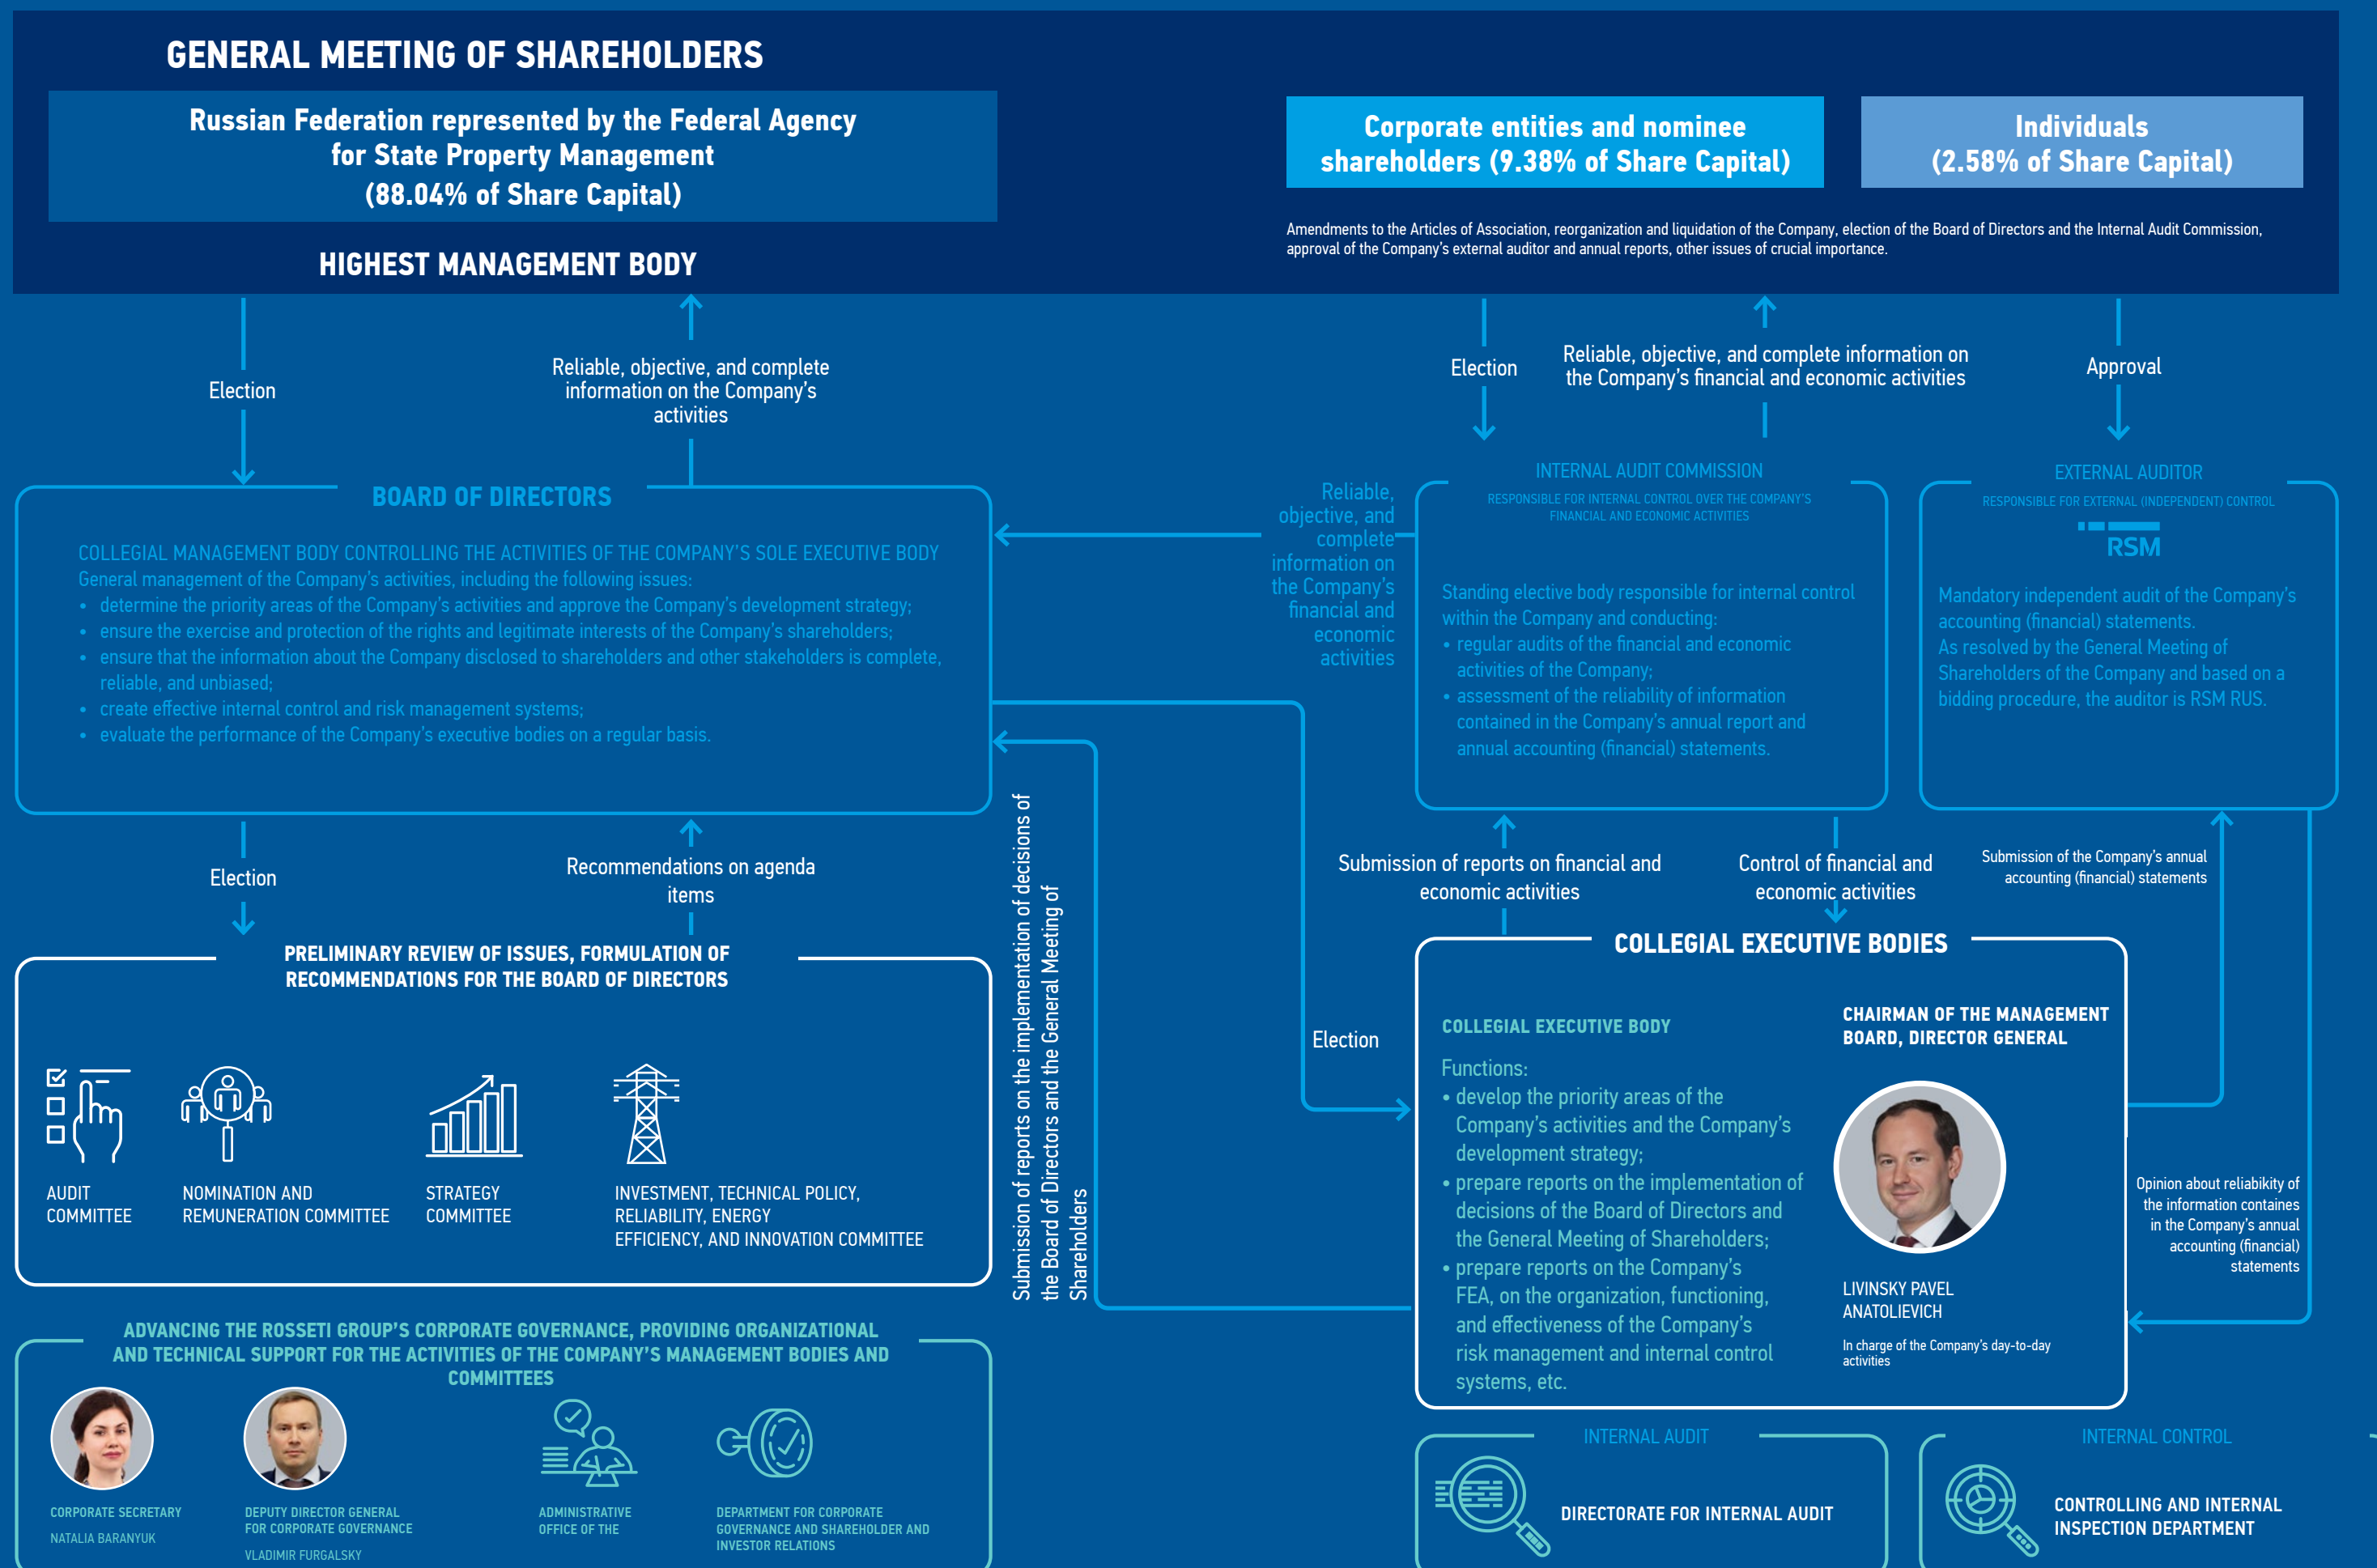 GENERAL MEETING OF SHAREHOLDERS
Russian Federation represented by the Federal Agency
for State Property Management
(88.04% of Share Capital)
HIGHEST MANAGEMENT BODY
Corporate entities and nominee
shareholders (9.38% of Share Capital)
Individuals
(2.58% of Share Capital)
Amendments to the Articles of Association, reorganization and liquidation of the Company, election of the Board of Directors and the Internal Audit Commission,
approval of the Company's external auditor and annual reports, other issues of crucial importance.
Election
Reliable, objective, and complete
information on the Company's
activities
Election
Reliable, objective, and complete information on
the Company's financial and economic activities
Approval
BOARD OF DIRECTORS
COLLEGIAL MANAGEMENT BODY CONTROLLING THE ACTIVITIES OF THE COMPANY'S SOLE EXECUTIVE BODY
General management of the Company's activities, including the following issues:
• determine the priority areas of the Company's activities and approve the Company's development strategy;
• ensure the exercise and protection of the rights and legitimate interests of the Company's shareholders;
• ensure that the information about the Company disclosed to shareholders and other stakeholders is complete,
reliable, and unbiased;
• create effective internal control and risk management systems;
• evaluate the performance of the Company's executive bodies on a regular basis.
Reliable,
objective, and
complete
information on
the Company's
financial and
economic
activities
INTERNAL AUDIT COMMISSION
RESPONSIBLE FOR INTERNAL CONTROL OVER THE COMPANY'S
FINANCIAL AND ECONOMIC ACTIVITIES
Standing elective body responsible for internal control
within the Company and conducting:
• regular audits of the financial and economic
activities of the Company;
• assessment of the reliability of information
contained in the Company's annual report and
annual accounting (financial) statements.
EXTERNAL AUDITOR
RESPONSIBLE FOR EXTERNAL (INDEPENDENT) CONTROL
RSM
Mandatory independent audit of the Company's
accounting (financial) statements.
As resolved by the General Meeting of
Shareholders of the Company and based on a
bidding procedure, the auditor is RSM RUS.
Election
Recommendations on agenda
items
Submission of reports on the implementation of decisions of
the Board of Directors and the General Meeting of
Shareholders
Submission of reports on financial and
economic activities
Control of financial and
economic activities
Submission of the Company's annual
accounting (financial) statements
PRELIMINARY REVIEW OF ISSUES, FORMULATION OF
RECOMMENDATIONS FOR THE BOARD OF DIRECTORS
AUDIT
COMMITTEE
NOMINATION AND
REMUNERATION COMMITTEE
STRATEGY
COMMITTEE
INVESTMENT, TECHNICAL POLICY,
RELIABILITY, ENERGY
EFFICIENCY, AND INNOVATION COMMITTEE
Election
COLLEGIAL EXECUTIVE BODIES
COLLEGIAL EXECUTIVE BODY
Functions:
• develop the priority areas of the
Company's activities and the Company's
development strategy;
• prepare reports on the implementation of
decisions of the Board of Directors and
the General Meeting of Shareholders;
• prepare reports on the Company's
FEA, on the organization, functioning,
and effectiveness of the Company's
risk management and internal control
systems, etc.
CHAIRMAN OF THE MANAGEMENT
BOARD, DIRECTOR GENERAL
LIVINSKY PAVEL
ANATOLIEVICH
In charge of the Company's day-to-day
activities
Opinion about reliabikity of
the information containes
in the Company's annual
accounting (financial)
statements
ADVANCING THE ROSSETI GROUP'S CORPORATE GOVERNANCE, PROVIDING ORGANIZATIONAL
AND TECHNICAL SUPPORT FOR THE ACTIVITIES OF THE COMPANY'S MANAGEMENT BODIES AND
COMMITTEES
CORPORATE SECRETARY
NATALIA BARANYUK
DEPUTY DIRECTOR GENERAL
FOR CORPORATE GOVERNANCE
VLADIMIR FURGALSKY
ADMINISTRATIVE
OFFICE OF THE
DEPARTMENT FOR CORPORATE
GOVERNANCE AND SHAREHOLDER AND
INVESTOR RELATIONS
INTERNAL AUDIT
DIRECTORATE FOR INTERNAL AUDIT
INTERNAL CONTROL
CONTROLLING AND INTERNAL
INSPECTION DEPARTMENT